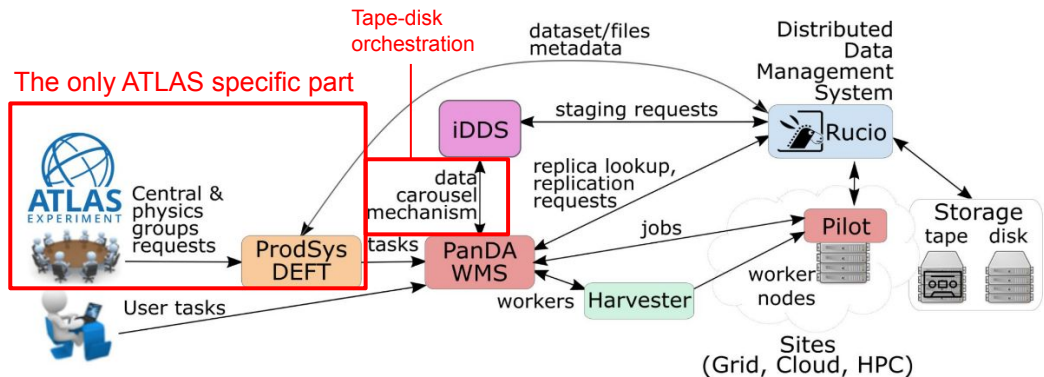 Tape-disk
orchestration
The only ATLAS specific part
dataset/files
metadata
Distributed
Data
Management
System
iDDS
staging requests
Rucio
ATLAS
EXPERIMENT
Central &
physics
groups
requests
data
carousel
mechanism
replica lookup,
replication
requests
ProdSys
DEFT
tasks
PanDA
WMS
jobs
Pilot
Storage
tape
disk
User tasks
workers
Harvester
worker
nodes
Sites
(Grid, Cloud, HPC)